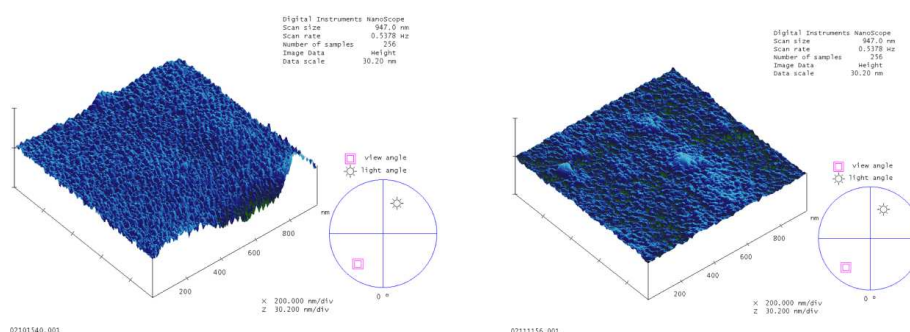 Digital Instruments NanoScope
Scan size 947.0 nm
Scan rate 0.5378 Hz
Number of samples 256
Image Data Height
Data scale 30.20 nm
view angle
light angle
nm
800
600
400
200
0 °
X 200.000 nm/div
Z 30.200 nm/div
02101540.001
Digital Instruments NanoScope
Scan size 947.0 nm
Scan rate 0.5378 Hz
Number of samples 256
Image Data Height
Data scale 30.20 nm
view angle
light angle
nm
800
600
400
200
0 °
X 200.000 nm/div
Z 30.200 nm/div
02111156.001